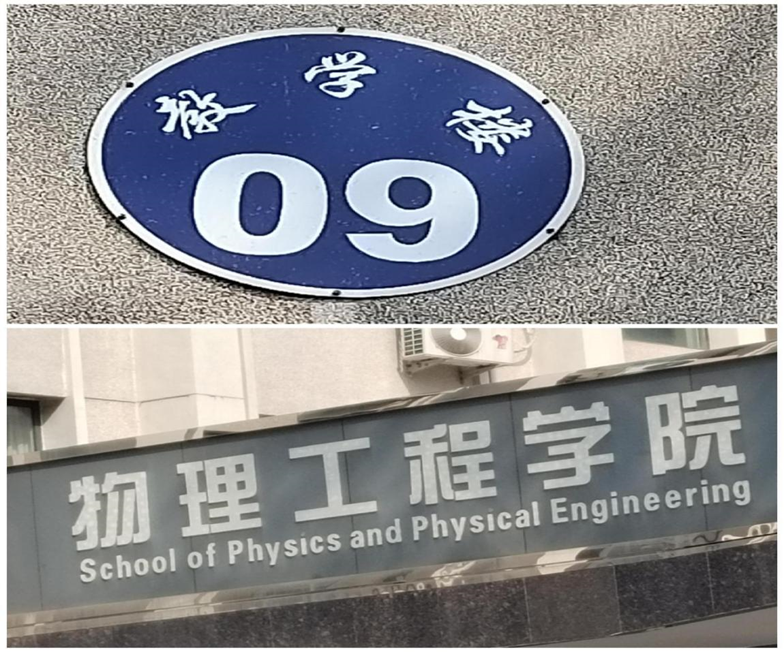 教学楼
09
物理工程学院
School of Physics and Physical Engineering